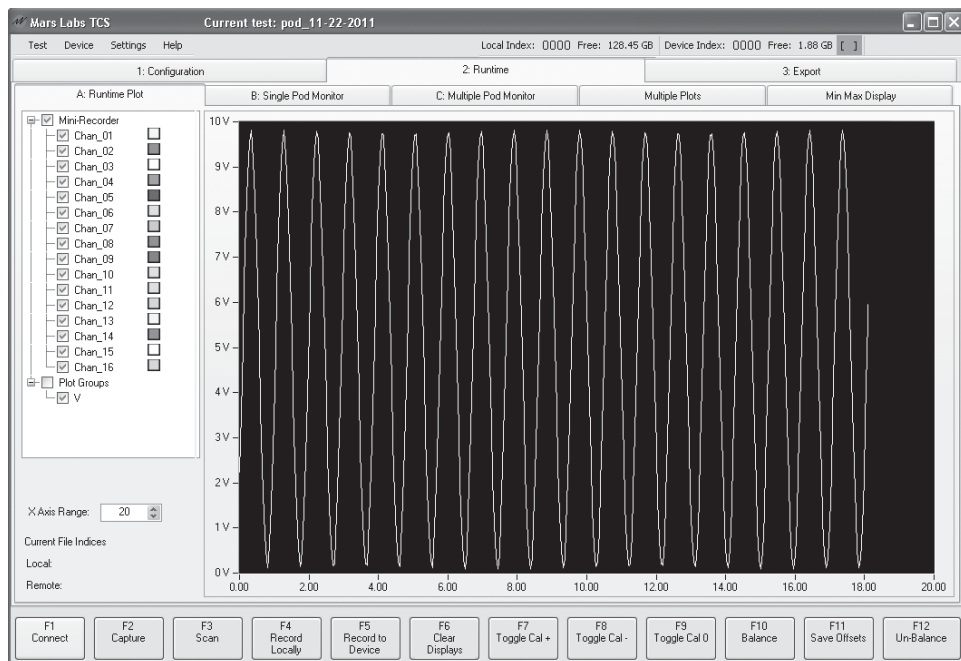 Mars Labs TCS Current test: pod_11-22-2011
Test Device Settings Help Local Index: 0000 Free: 128.45 GB Device Index: 0000 Free: 1.88 GB [ ]
1: Configuration 2: Runtime 3: Export
A: Runtime Plot B: Single Pod Monitor C: Multiple Pod Monitor Multiple Plots Min Max Display
Mini-Recorder
Chan_01
Chan_02
Chan_03
Chan_04
Chan_05
Chan_06
Chan_07
Chan_08
Chan_09
Chan_10
Chan_11
Chan_12
Chan_13
Chan_14
Chan_15
Chan_16
Plot Groups
V
X Axis Range: 20
Current File Indices
Local:
Remote:
10 V
9 V
8 V
7 V
6 V
5 V
4 V
3 V
2 V
1 V
0 V
0.00 2.00 4.00 6.00 8.00 10.00 12.00 14.00 16.00 18.00 20.00
F1 Connect
F2 Capture
F3 Scan
F4 Record Locally
F5 Record to Device
F6 Clear Displays
F7 Toggle Cal +
F8 Toggle Cal -
F9 Toggle Cal 0
F10 Balance
F11 Save Offsets
F12 Un-Balance